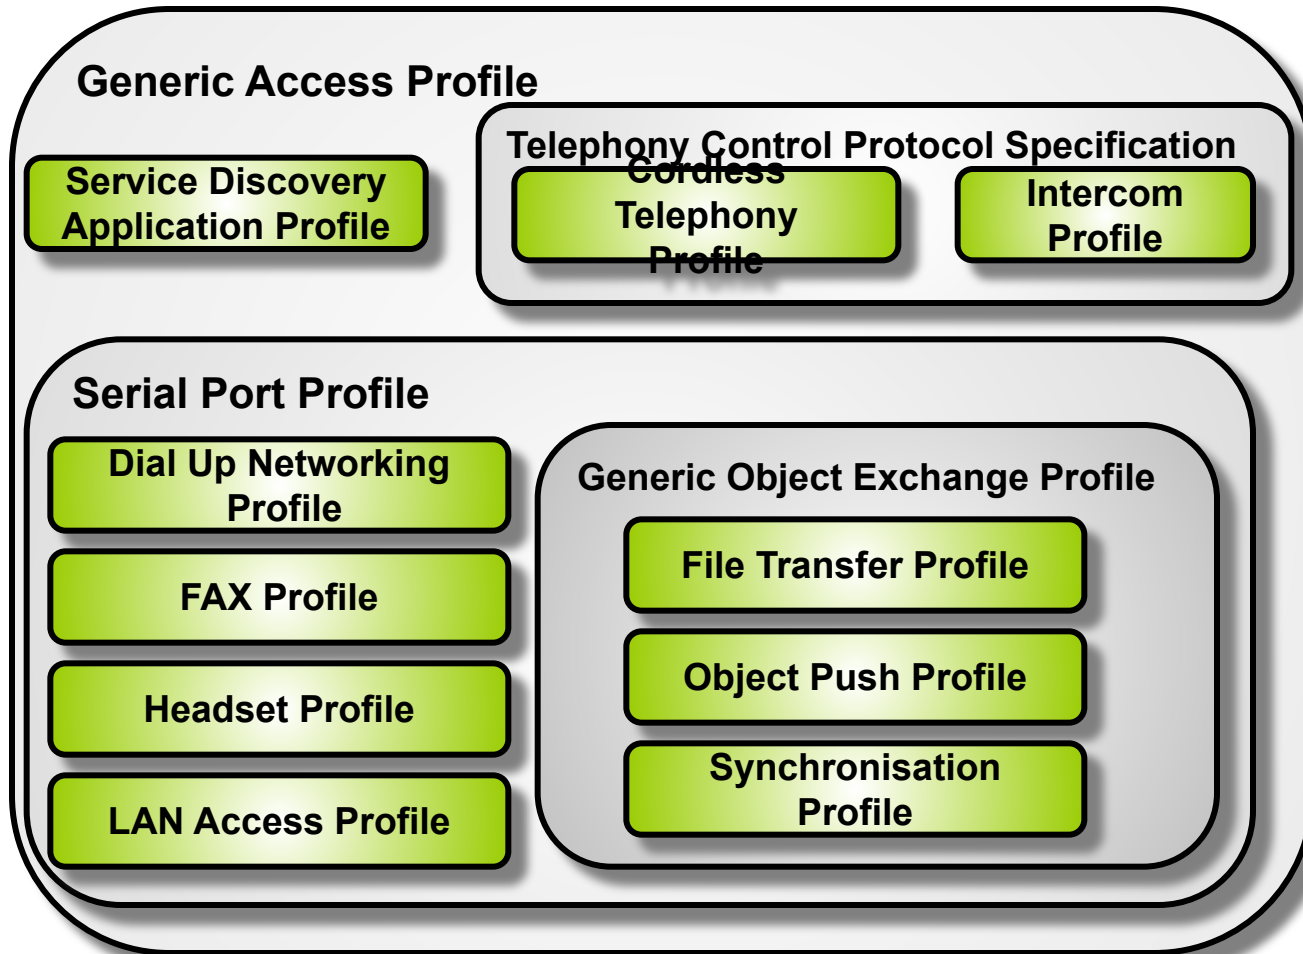 Generic Access Profile
Telephony Control Protocol Specification
Service Discovery
Application Profile
Cordless
Telephony
Profile
Intercom
Profile
Serial Port Profile
Dial Up Networking
Profile
FAX Profile
Headset Profile
LAN Access Profile
Generic Object Exchange Profile
File Transfer Profile
Object Push Profile
Synchronisation
Profile